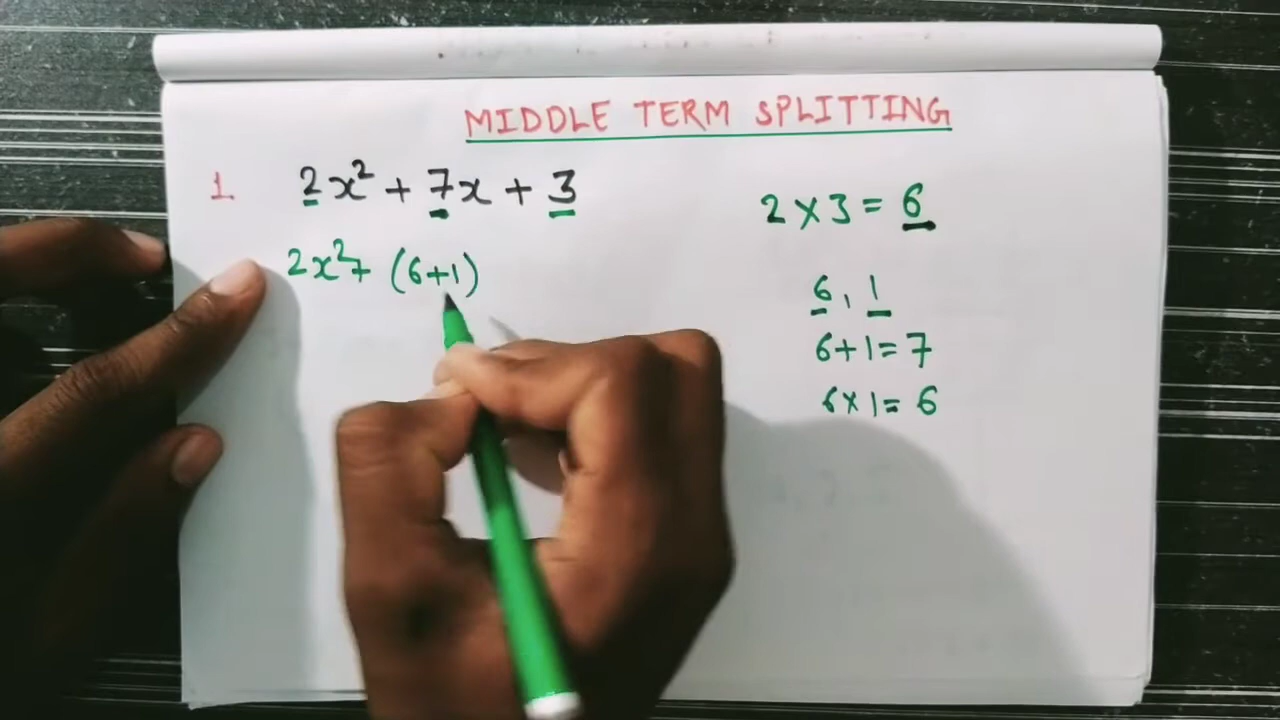 MIDDLE TERM SPLITTING
1. 2x² + 7x + 3
2x²+ (6+1)
2 × 3 = 6
6, 1
6+1=7
6×1=6